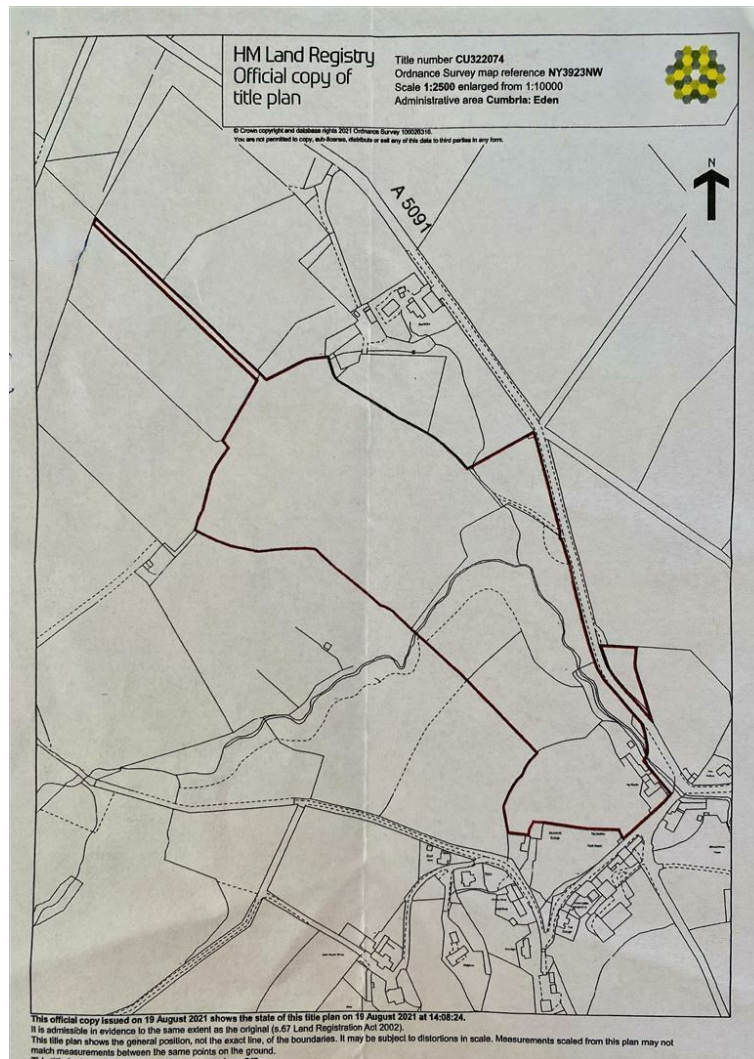 HM Land Registry
Official copy of
title plan
Title number CU322074
Ordnance Survey map reference NY3923NW
Scale 1:2500 enlarged from 1:10000
Administrative area Cumbria: Eden
© Crown copyright and database rights 2021 Ordnance Survey 100026316.
You are not permitted to copy, sub-license, distribute or sell any of this data to third parties in any form.
N
A 5091
This official copy issued on 19 August 2021 shows the state of this title plan on 19 August 2021 at 14:08:24.
It is admissible in evidence to the same extent as the original (s.67 Land Registration Act 2002).
This title plan shows the general position, not the exact line, of the boundaries. It may be subject to distortions in scale. Measurements scaled from this plan may not
match measurements between the same points on the ground.